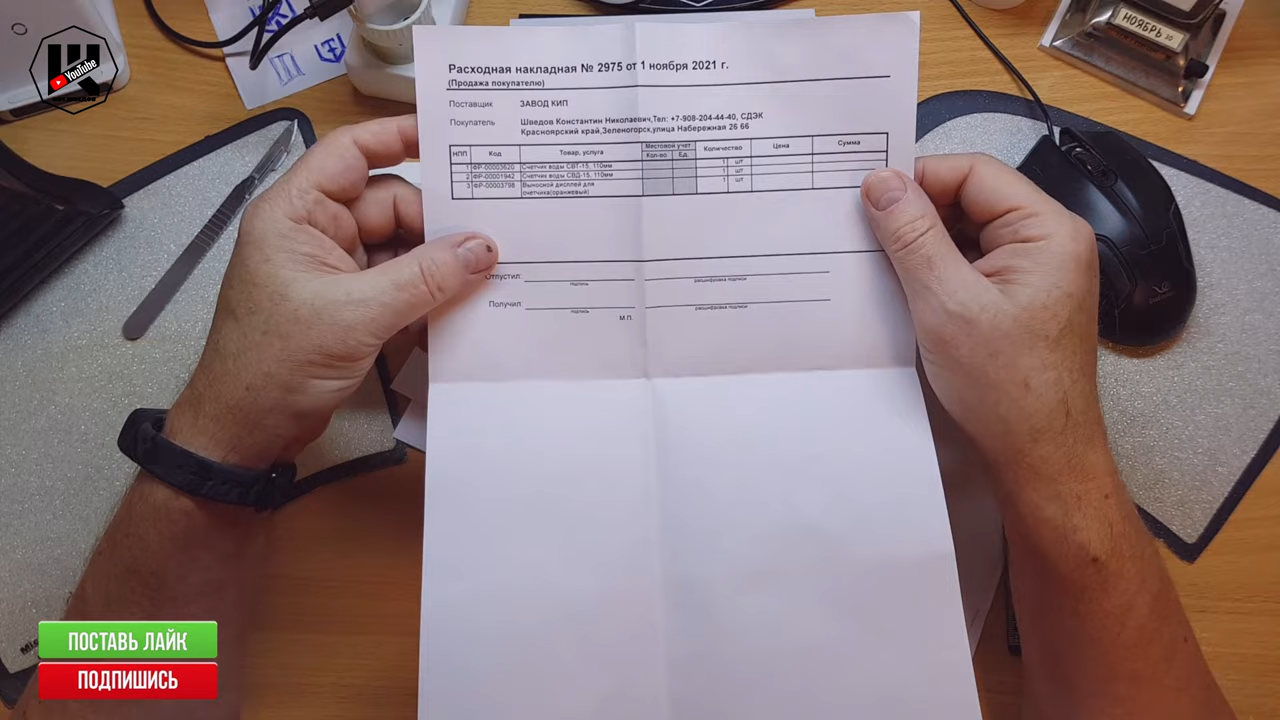 YouTube
НОЯБРЬ 30
Расходная накладная № 2975 от 1 ноября 2021 г.
(Продажа покупателю)
Поставщик ЗАВОД КИП
Покупатель Шведов Константин Николаевич,Тел: +7-908-204-44-40, СДЭК
Красноярский край,Зеленогорск,улица Набережная 26 66
НПП Код Товар, услуга Местовой учет Количество Цена Сумма
Кол-во Ед.
1 ФР-00003620 Счетчик воды СВТ-15, 110мм 1 шт
2 ФР-00001942 Счетчик воды СВД-15, 110мм 1 шт
3 ФР-00003798 Выносной дисплей для 1 шт
счетчика(оранжевый)
Отпустил:
подпись расшифровка подписи
Получил:
подпись расшифровка подписи
М.П.
ПОСТАВЬ ЛАЙК
ПОДПИШИСЬ